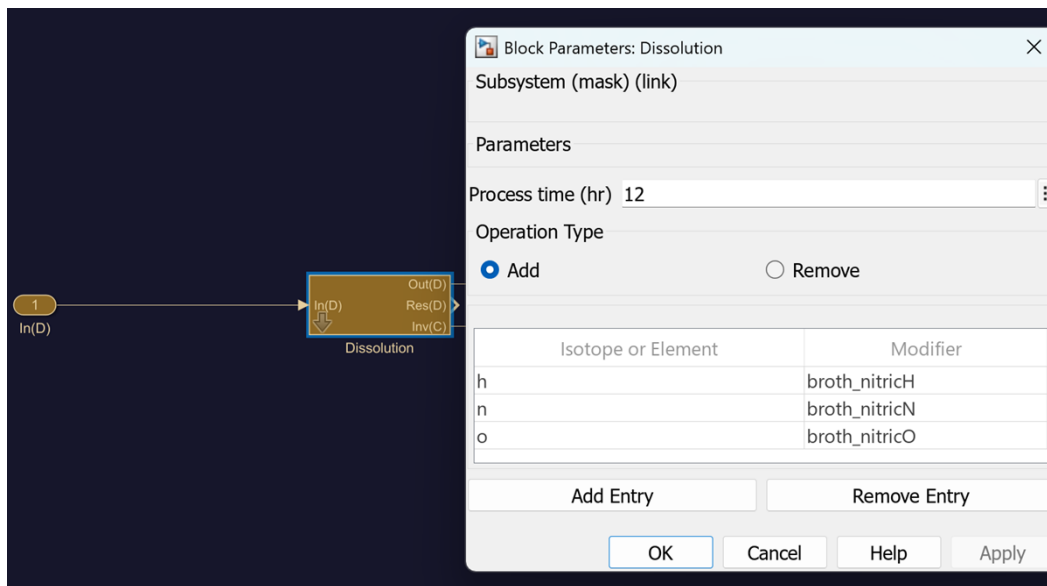 Block Parameters: Dissolution
Subsystem (mask) (link)
Parameters
Process time (hr) 12
Operation Type
Add Remove
Isotope or Element Modifier
h broth_nitricH
n broth_nitricN
o broth_nitricO
Add Entry Remove Entry
OK Cancel Help Apply
1
In(D)
Out(D)
In(D) Res(D)
Inv(C)
Dissolution